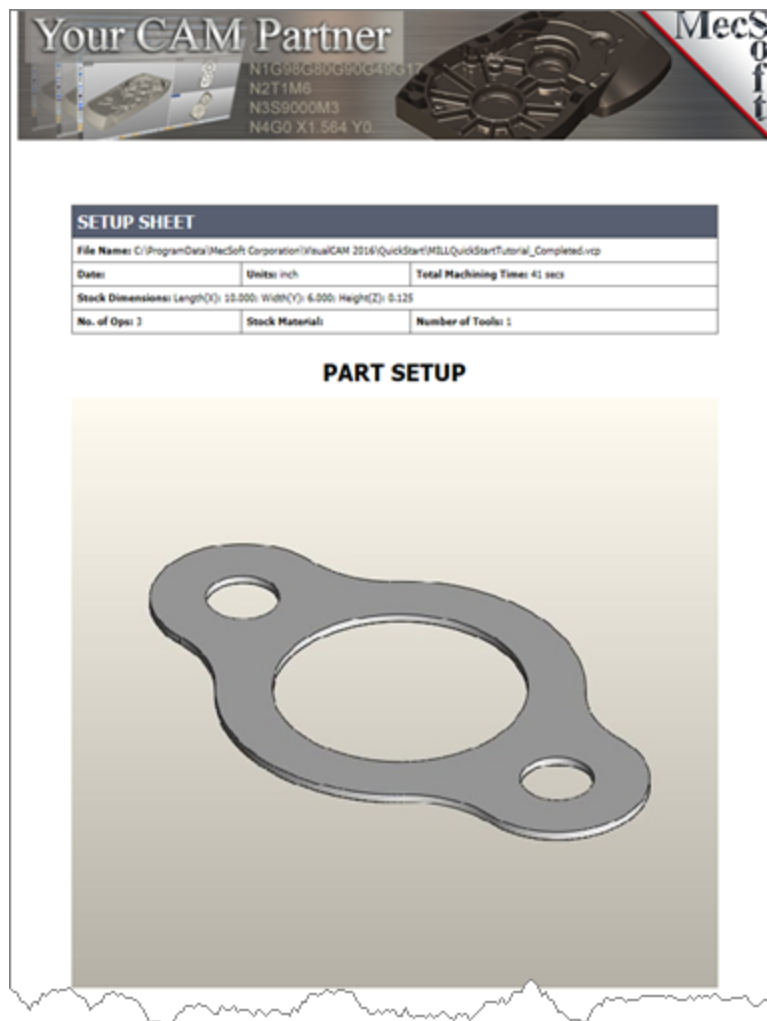 Your CAM Partner
MecSoft
N1G98G80G90G49G17
N2T1M6
N3S9000M3
N4G0 X1.564 Y0.
SETUP SHEET
File Name: C:\ProgramData\MecSoft Corporation\VisualCAM 2016\QuickStart\MILLQuickStartTutorial_Completed.vcp
Date: Units: inch Total Machining Time: 41 secs
Stock Dimensions: Length(X): 10.000; Width(Y): 6.000; Height(Z): 0.125
No. of Ops: 3 Stock Material: Number of Tools: 1
PART SETUP